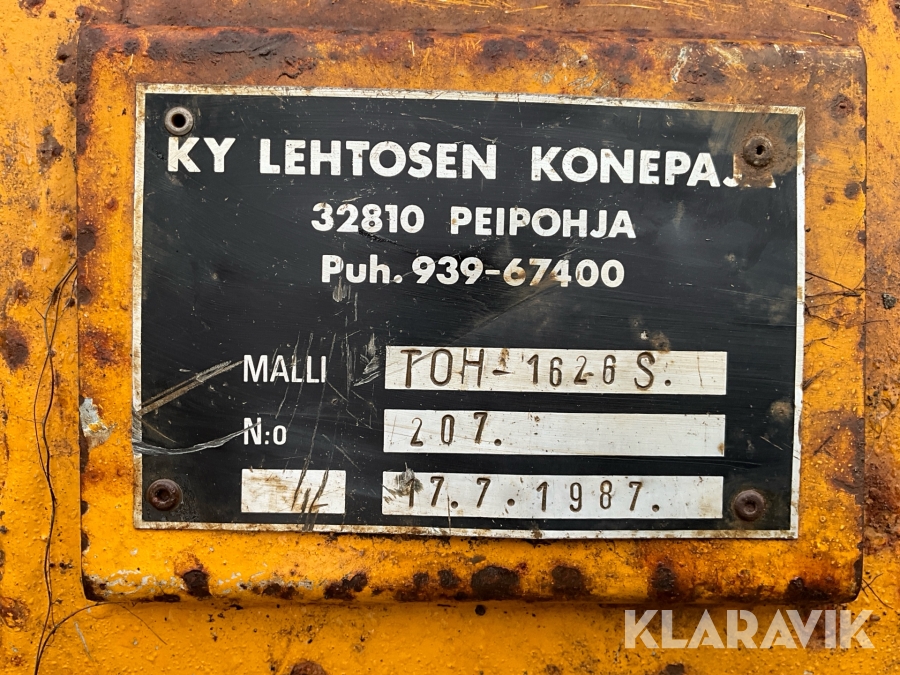 KY LEHTOSEN KONEPAJA
32810 PEIPOHJA
Puh. 939-67400
MALLI TOH-1626 S.
N:o 207.
17.7.1987.
KLARAVIK